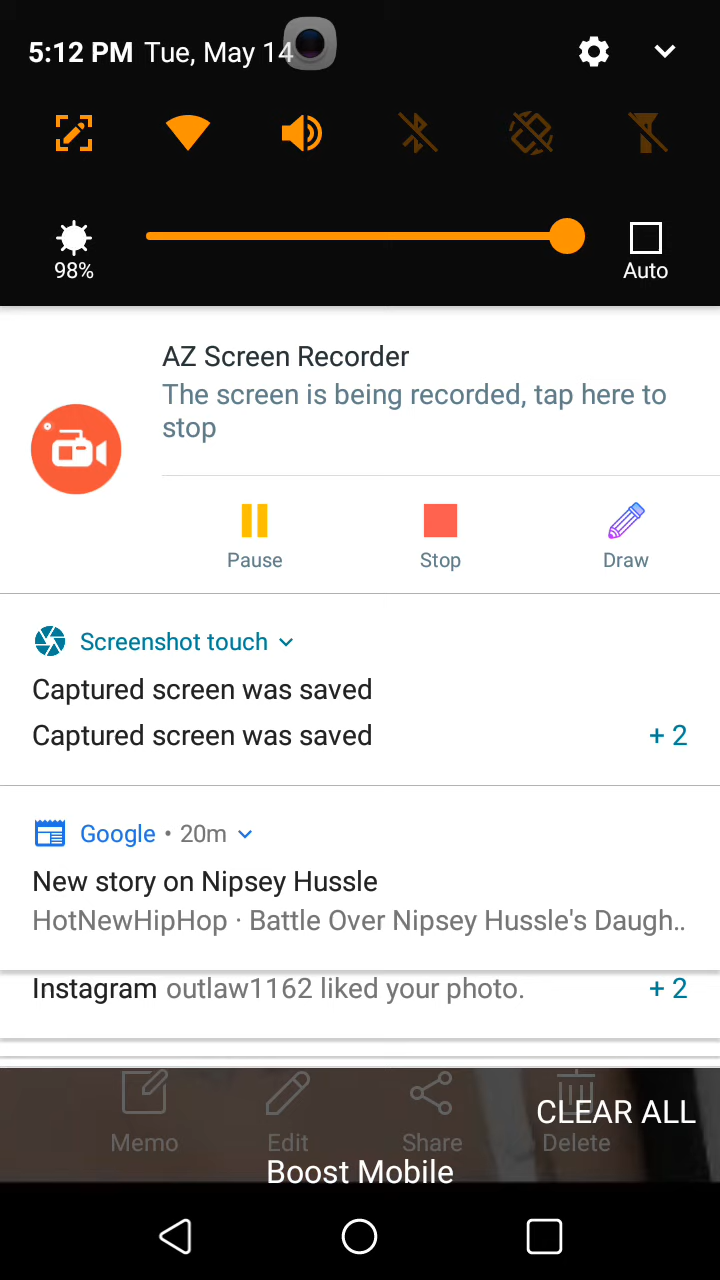 5:12 PM Tue, May 14
98%
Auto
AZ Screen Recorder
The screen is being recorded, tap here to
stop
Pause
Stop
Draw
Screenshot touch
Captured screen was saved
Captured screen was saved + 2
Google • 20m
New story on Nipsey Hussle
HotNewHipHop · Battle Over Nipsey Hussle's Daugh..
Instagram outlaw1162 liked your photo. + 2
CLEAR ALL
Memo Edit Share Delete
Boost Mobile